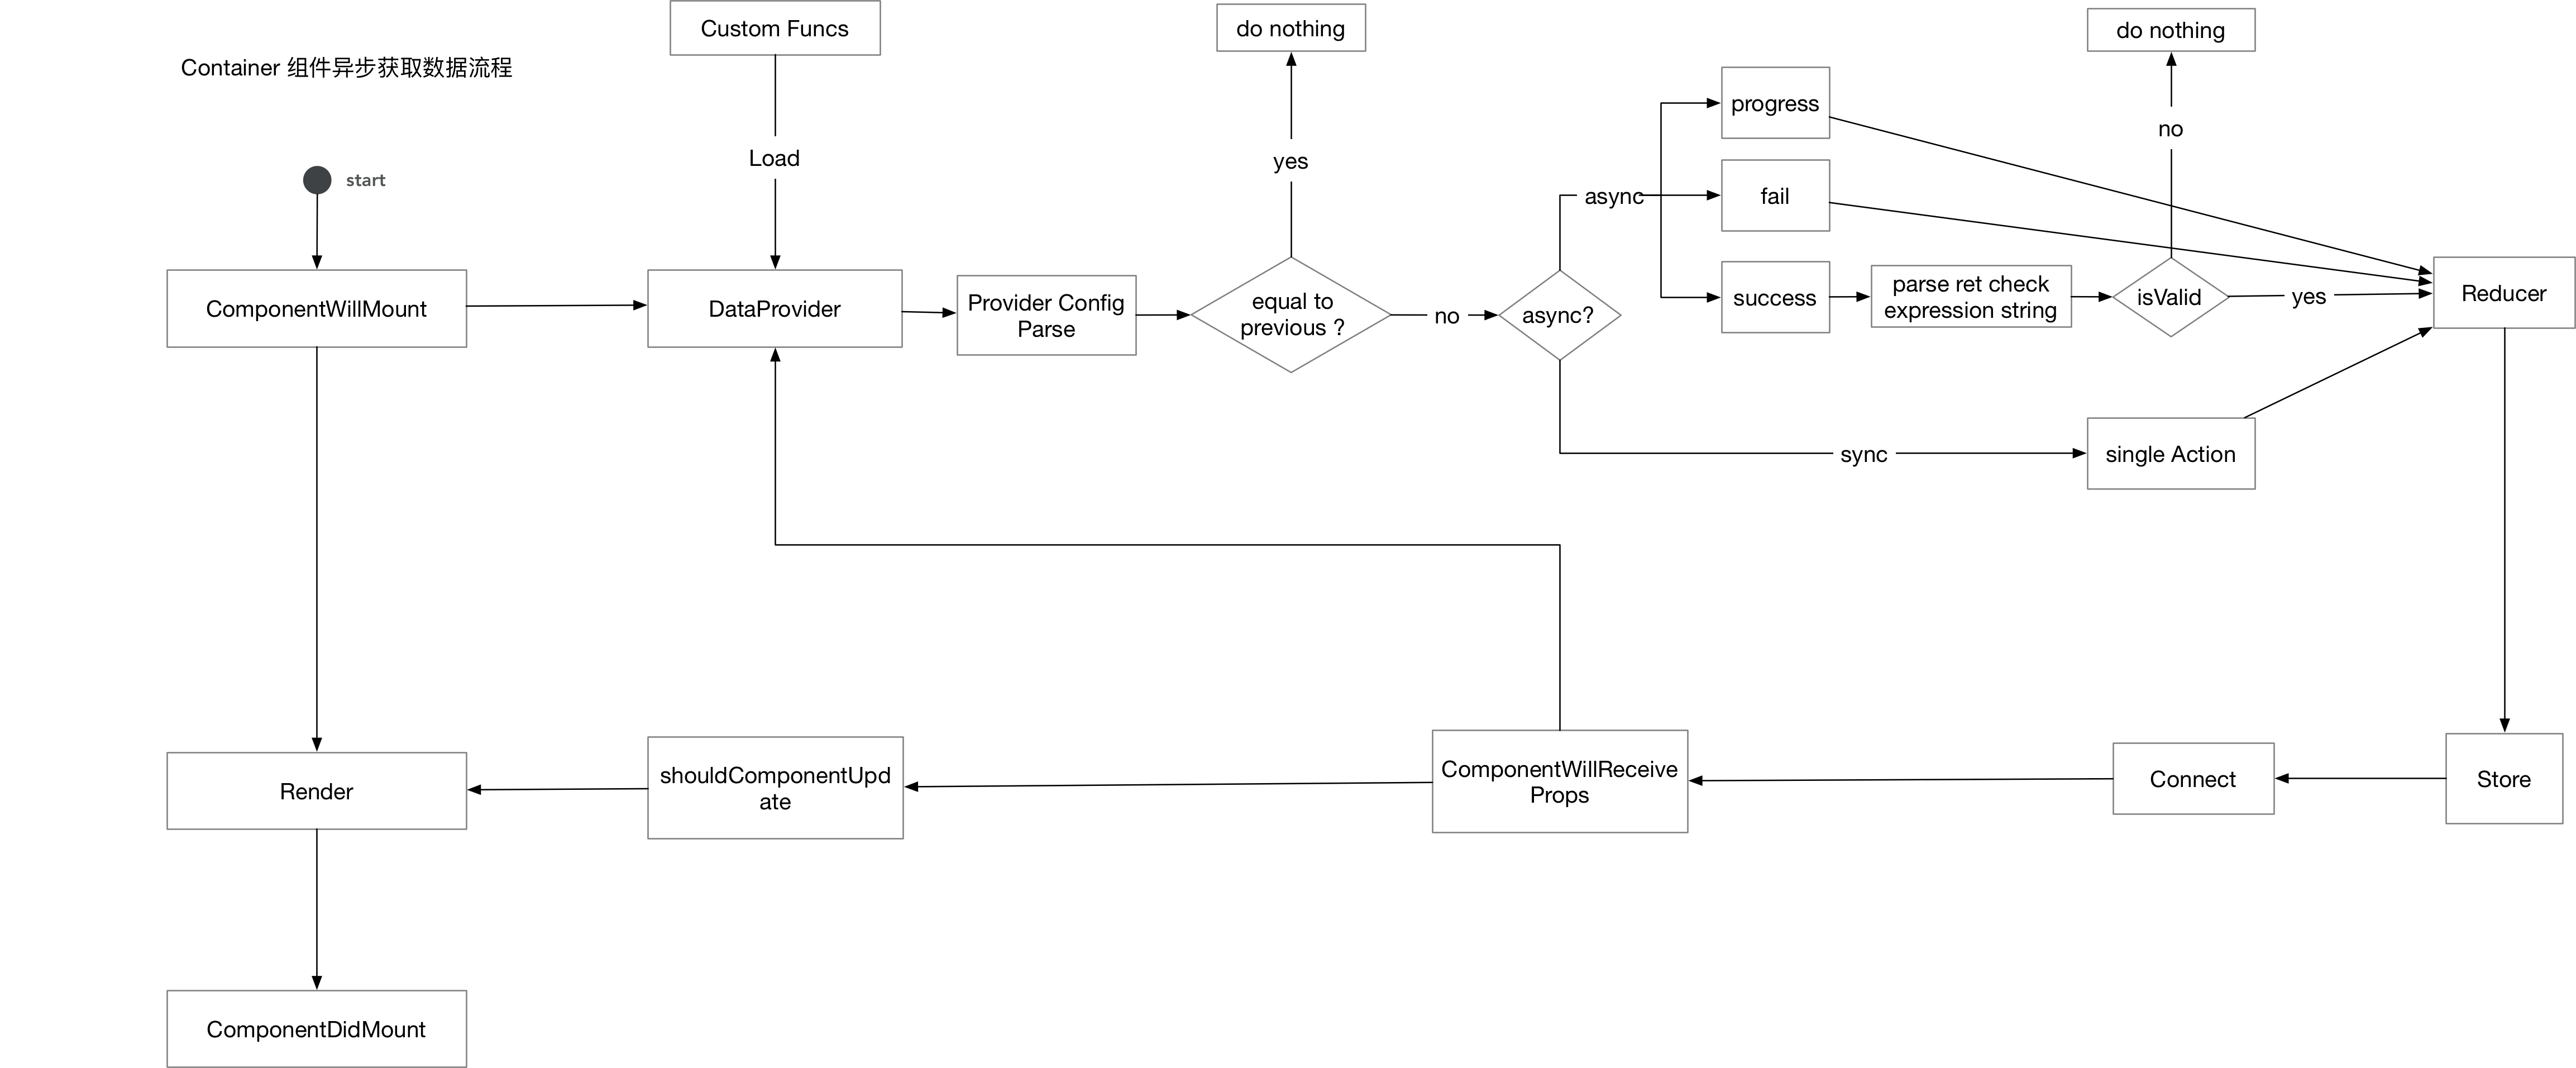 Custom Funcs
do nothing
do nothing
Container 组件异步获取数据流程
progress
no
Load
yes
start
async
fail
ComponentWillMount
DataProvider
Provider Config
Parse
equal to
previous ?
no
async?
success
parse ret check
expression string
isValid
yes
Reducer
sync
single Action
Render
shouldComponentUpd
ate
ComponentWillReceive
Props
Connect
Store
ComponentDidMount